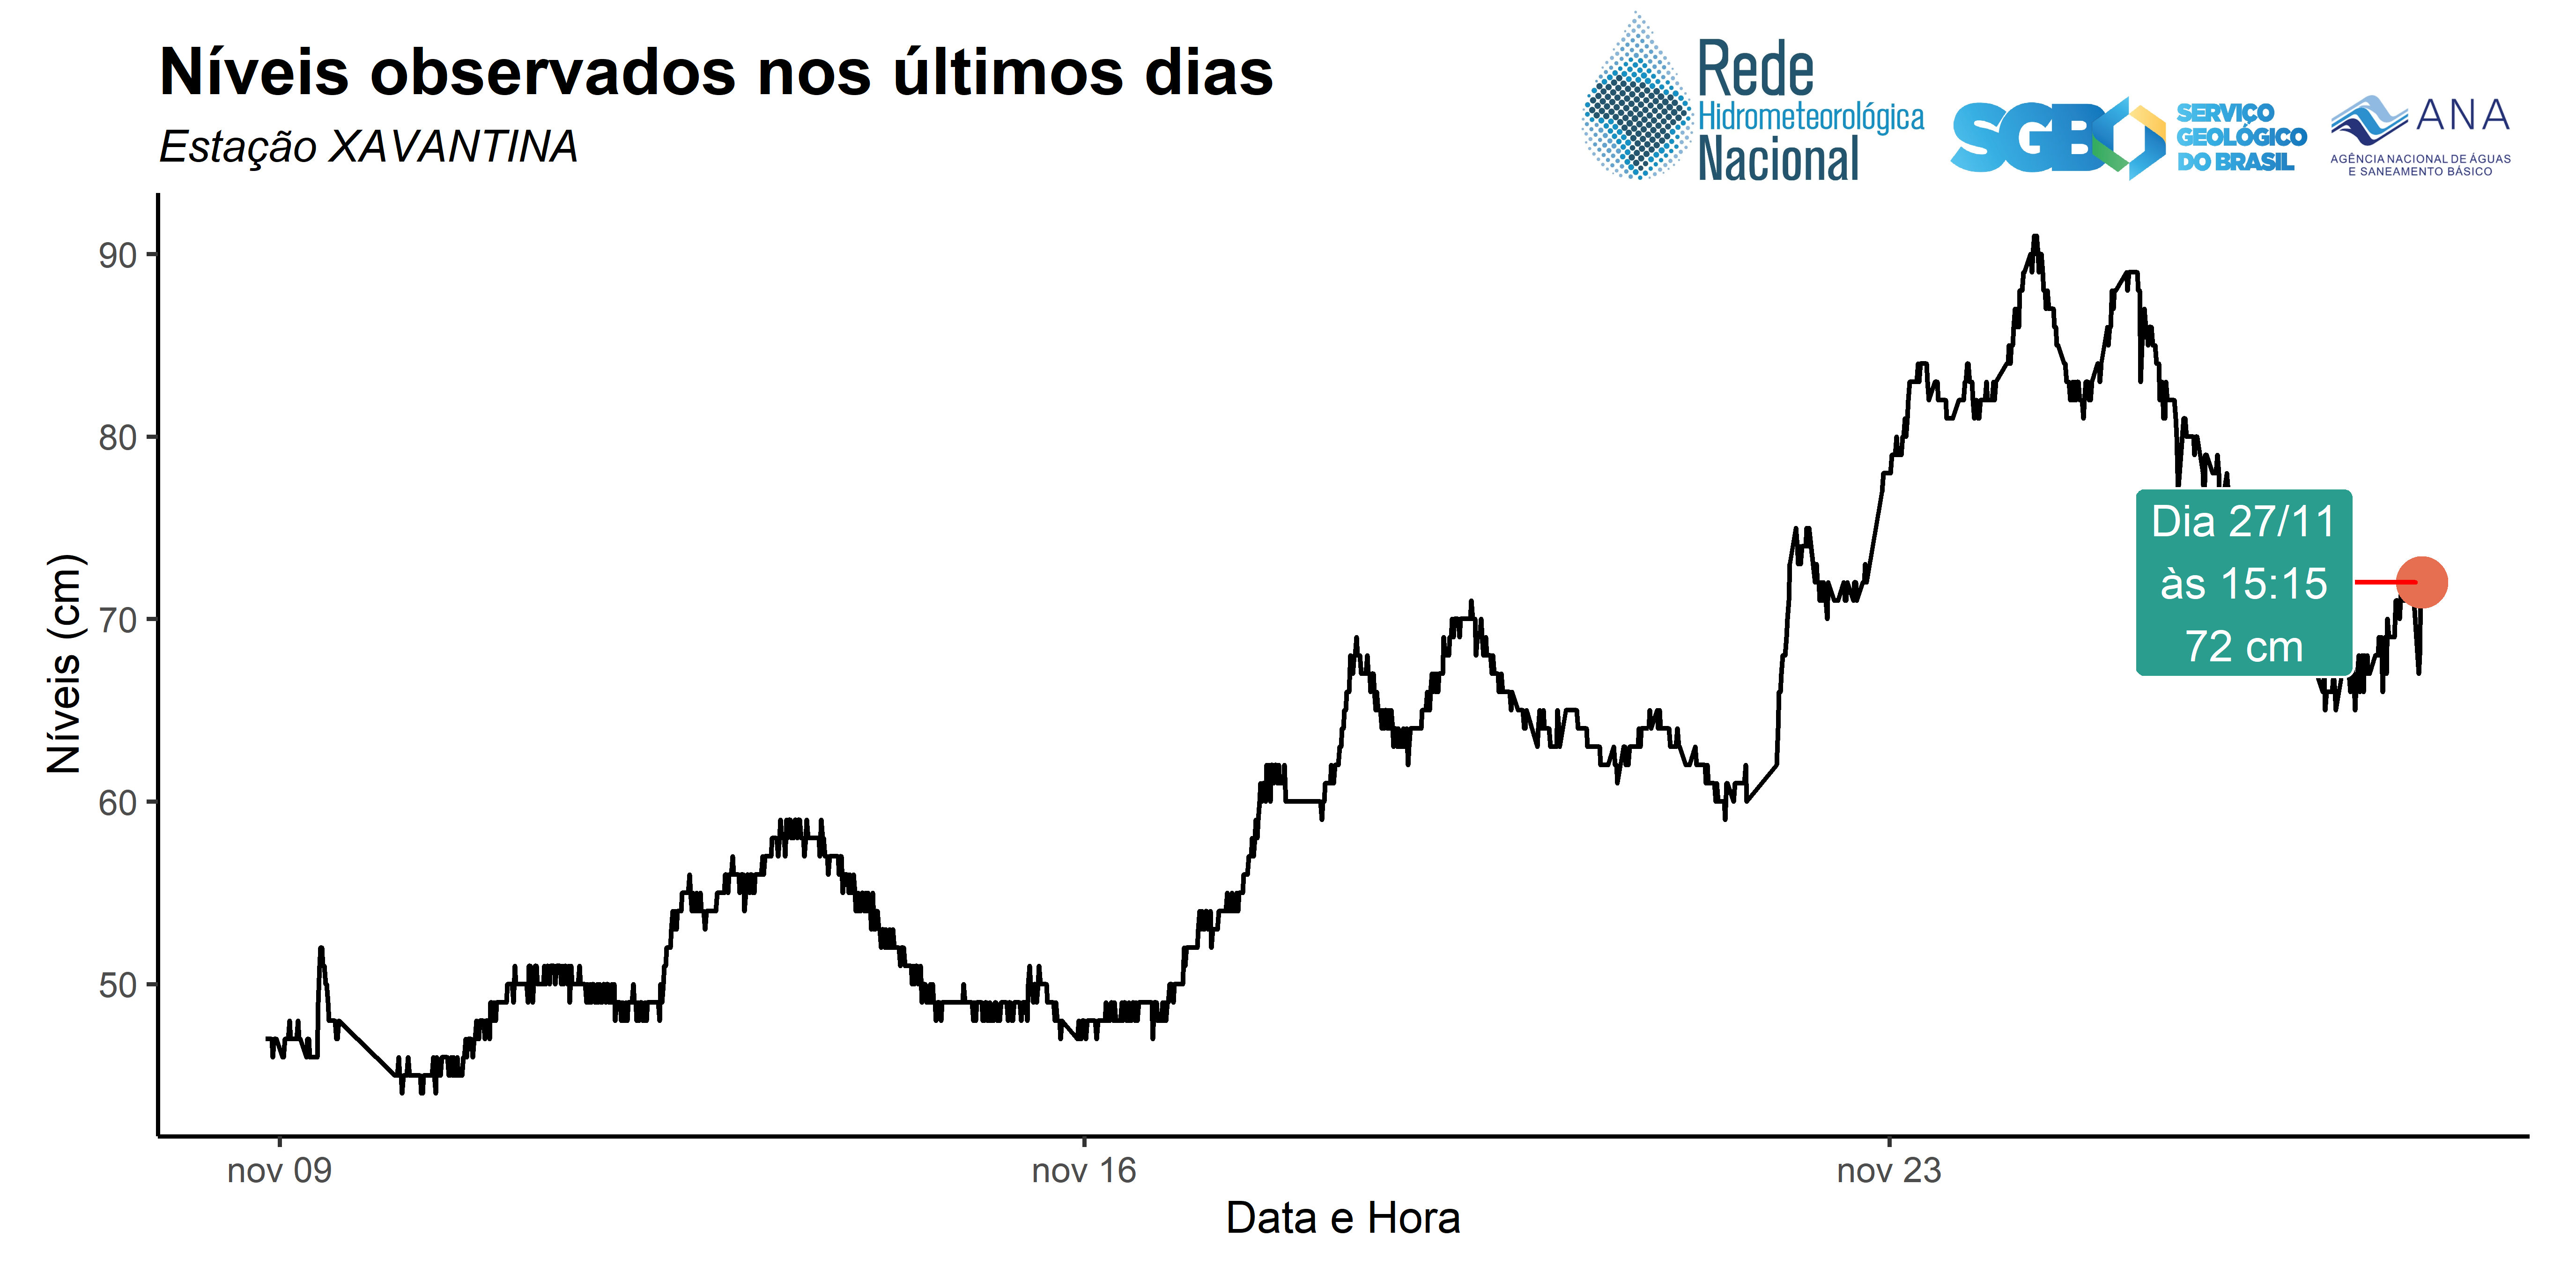 Níveis observados nos últimos dias
Estação XAVANTINA
Rede
Hidrometeorológica
Nacional
SGB
SERVIÇO
GEOLÓGICO
DO BRASIL
ANA
AGÊNCIA NACIONAL DE ÁGUAS
E SANEAMENTO BÁSICO
Níveis (cm)
90
80
70
60
50
Dia 27/11
às 15:15
72 cm
nov 09
nov 16
nov 23
Data e Hora